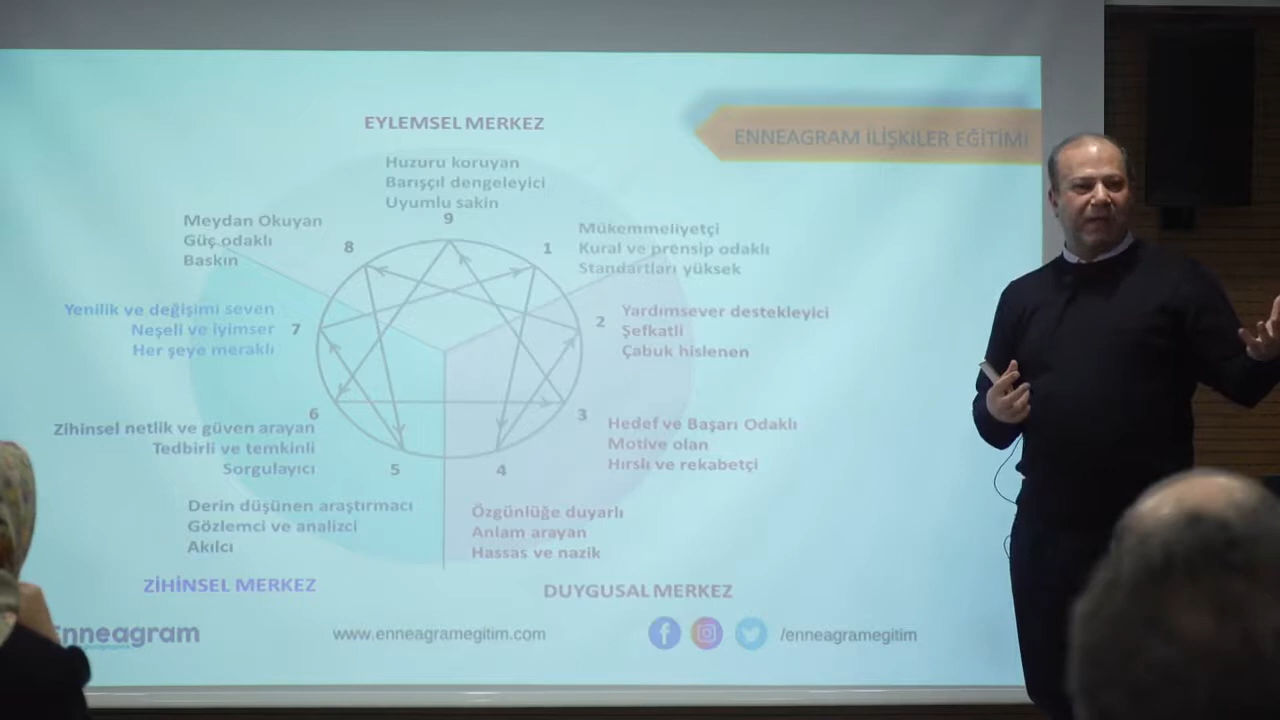 EYLEMSEL MERKEZ
ENNEAGRAM İLİŞKİLER EĞİTİMİ
Huzuru koruyan
Barışçıl dengeleyici
Uyumlu sakin
9
Meydan Okuyan
Güç odaklı
Baskın
8
1
Mükemmeliyetçi
Kural ve prensip odaklı
Standartları yüksek
Yenilik ve değişimi seven
Neşeli ve iyimser
Her şeye meraklı
7
2
Yardımsever destekleyici
Şefkatli
Çabuk hislenen
6
Zihinsel netlik ve güven arayan
Tedbirli ve temkinli
Sorgulayıcı
3
Hedef ve Başarı Odaklı
Motive olan
Hırslı ve rekabetçi
5
4
Derin düşünen araştırmacı
Gözlemci ve analizci
Akılcı
Özgünlüğe duyarlı
Anlam arayan
Hassas ve nazik
ZİHİNSEL MERKEZ
DUYGUSAL MERKEZ
Enneagram
www.enneagramegitim.com
/enneagramegitim